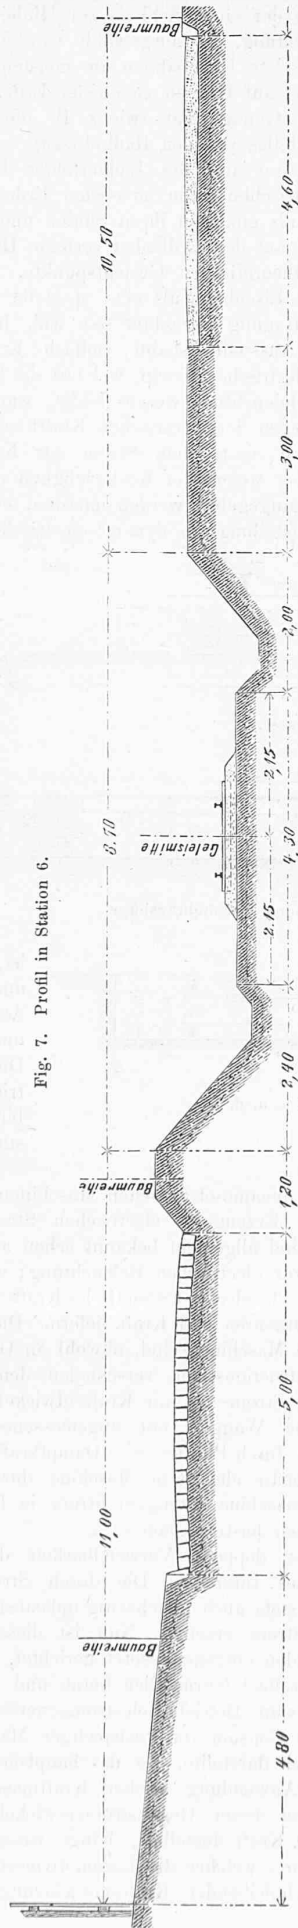 Fig. 7. Profil in Station 6.
11,00
8.70
10,50
Baumreihe
Baumreihe
Geleismitte
Baumreihe
2.15
2,15
4,80
5,00
1,20
2,40
4,30
2,00
3,00
4,60